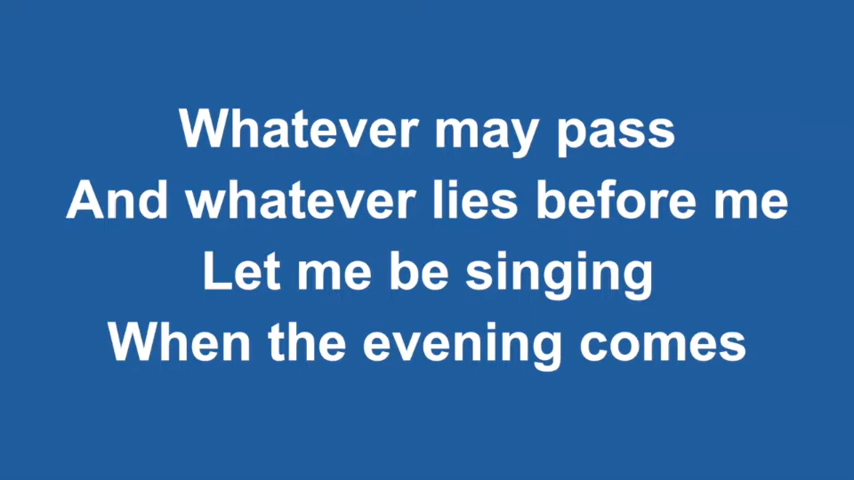 Whatever may pass
And whatever lies before me
Let me be singing
When the evening comes